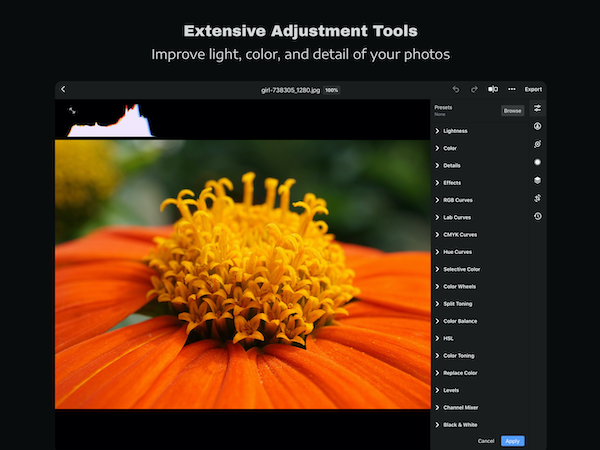 Extensive Adjustment Tools
Improve light, color, and detail of your photos
girl-738305_1280.jpg 100%
Export
Presets
None
Browse
Lightness
Color
Details
Effects
RGB Curves
Lab Curves
CMYK Curves
Hue Curves
Selective Color
Color Wheels
Split Toning
Color Balance
HSL
Color Toning
Replace Color
Levels
Channel Mixer
Black & White
Cancel
Apply